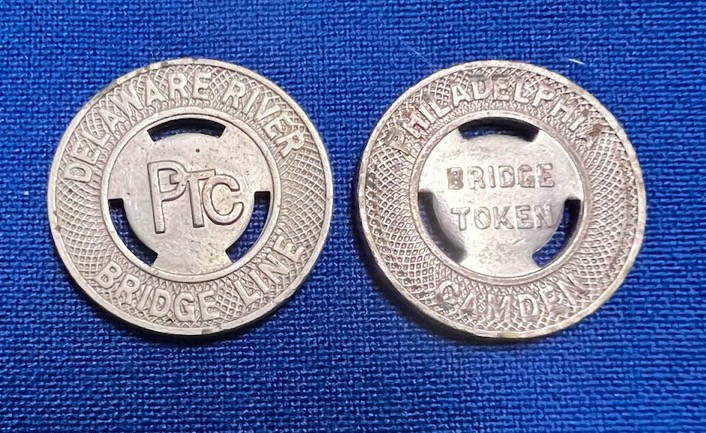 DELAWARE RIVER
PTC
BRIDGE LINE
PHILADELPHIA
BRIDGE
TOKEN
CAMDEN